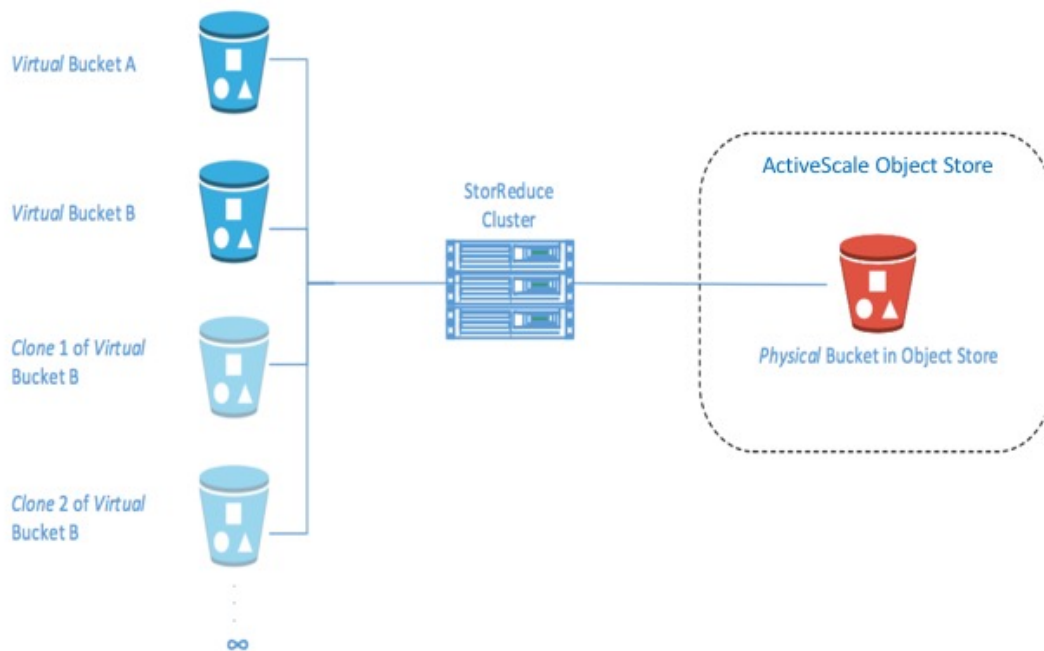 Virtual Bucket A
Virtual Bucket B
Clone 1 of Virtual
Bucket B
Clone 2 of Virtual
Bucket B
∞
StorReduce
Cluster
ActiveScale Object Store
Physical Bucket in Object Store